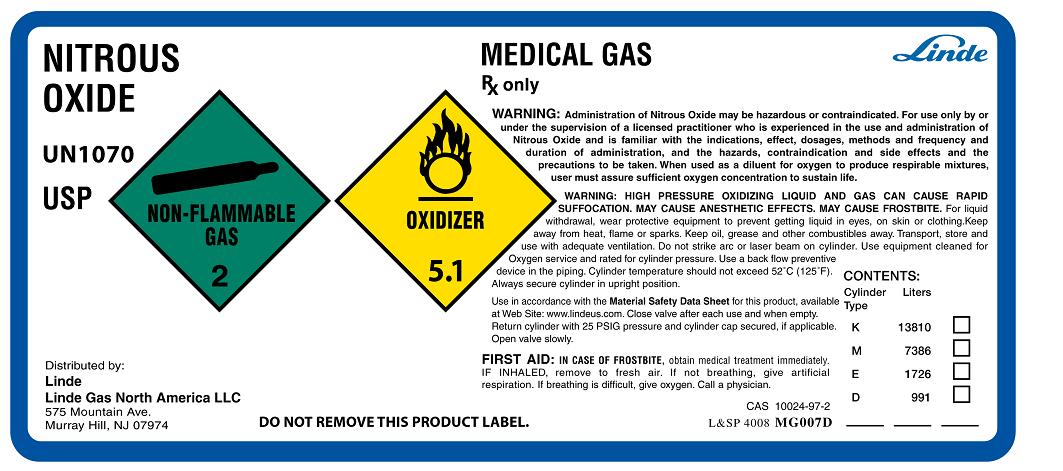 NITROUS
OXIDE
UN1070
USP
NON-FLAMMABLE
GAS
2
OXIDIZER
5.1
MEDICAL GAS
Rx only
Linde
WARNING: Administration of Nitrous Oxide may be hazardous or contraindicated. For use only by or
under the supervision of a licensed practitioner who is experienced in the use and administration of
Nitrous Oxide and is familiar with the indications, effect, dosages, methods and frequency and
duration of administration, and the hazards, contraindication and side effects and the
precautions to be taken. When used as a diluent for oxygen to produce respirable mixtures,
user must assure sufficient oxygen concentration to sustain life.
WARNING: HIGH PRESSURE OXIDIZING LIQUID AND GAS CAN CAUSE RAPID
SUFFOCATION. MAY CAUSE ANESTHETIC EFFECTS. MAY CAUSE FROSTBITE. For liquid
withdrawal, wear protective equipment to prevent getting liquid in eyes, on skin or clothing.Keep
away from heat, flame or sparks. Keep oil, grease and other combustibles away. Transport, store and
use with adequate ventilation. Do not strike arc or laser beam on cylinder. Use equipment cleaned for
Oxygen service and rated for cylinder pressure. Use a back flow preventive
device in the piping. Cylinder temperature should not exceed 52˚C (125˚F).
Always secure cylinder in upright position.
Use in accordance with the Material Safety Data Sheet for this product, available
at Web Site: www.lindeus.com. Close valve after each use and when empty.
Return cylinder with 25 PSIG pressure and cylinder cap secured, if applicable.
Open valve slowly.
FIRST AID: IN CASE OF FROSTBITE, obtain medical treatment immediately.
IF INHALED, remove to fresh air. If not breathing, give artificial
respiration. If breathing is difficult, give oxygen. Call a physician.
CONTENTS:
Cylinder Liters
Type
K 13810
M 7386
E 1726
D 991
CAS 10024-97-2
L&SP 4008 MG007D
Distributed by:
Linde
Linde Gas North America LLC
575 Mountain Ave.
Murray Hill, NJ 07974
DO NOT REMOVE THIS PRODUCT LABEL.